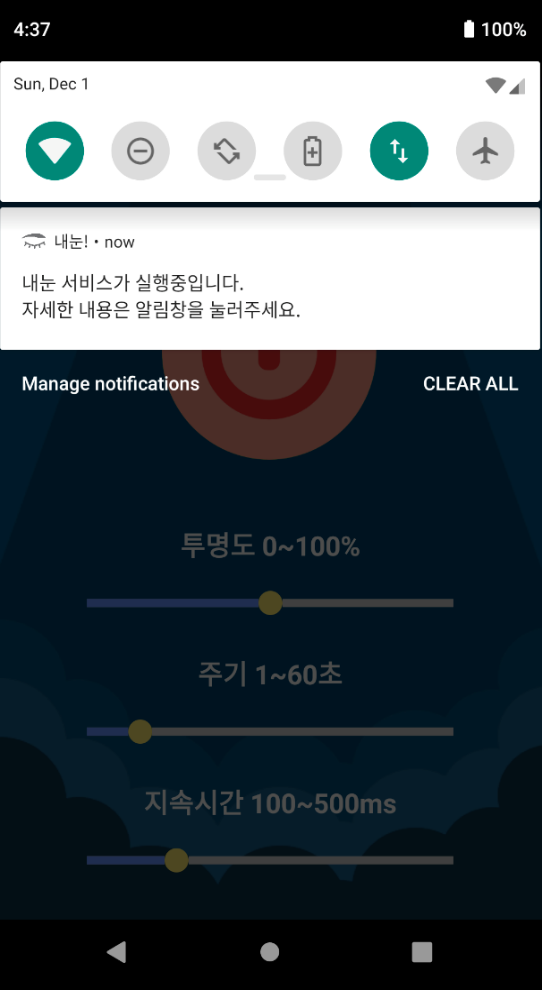 4:37
100%
Sun, Dec 1
내눈! • now
내눈 서비스가 실행중입니다.
자세한 내용은 알림창을 눌러주세요.
Manage notifications
CLEAR ALL
투명도 0~100%
주기 1~60초
지속시간 100~500ms